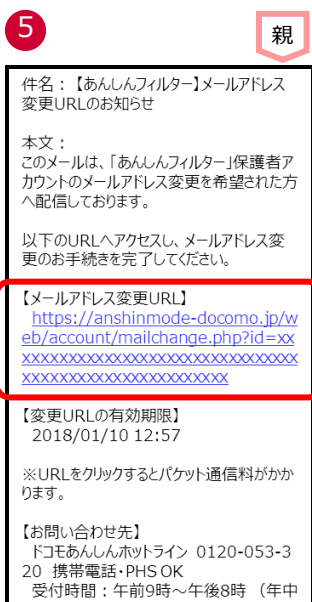 5
親
件名：【あんしんフィルター】メールアドレス
変更URLのお知らせ
本文：
このメールは、「あんしんフィルター」保護者ア
カウントのメールアドレス変更を希望された方
へ配信しております。
以下のURLへアクセスし、メールアドレス変
更のお手続きを完了してください。
【メールアドレス変更URL】
https://anshinmode-docomo.jp/w
eb/account/mailchange.php?id=xx
xxxxxxxxxxxxxxxxxxxxxxxxxxxxxx
xxxxxxxxxxxxxxxxxxxxxxx
【変更URLの有効期限】
2018/01/10 12:57
※URLをクリックするとパケット通信料がかか
ります。
【お問い合わせ先】
ドコモあんしんホットライン 0120-053-3
20 携帯電話・PHS OK
受付時間：午前9時～午後8時 （年中